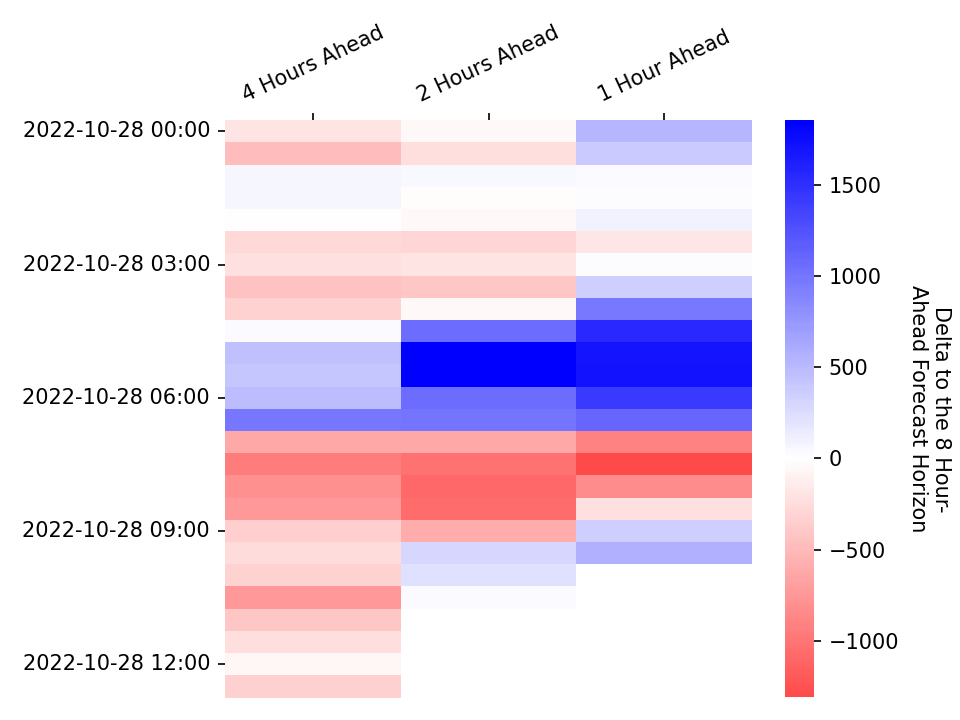 4 Hours Ahead
2 Hours Ahead
1 Hour Ahead
2022-10-28 00:00
2022-10-28 03:00
2022-10-28 06:00
2022-10-28 09:00
2022-10-28 12:00
1500
1000
500
0
−500
−1000
Delta to the 8 Hour-
Ahead Forecast Horizon